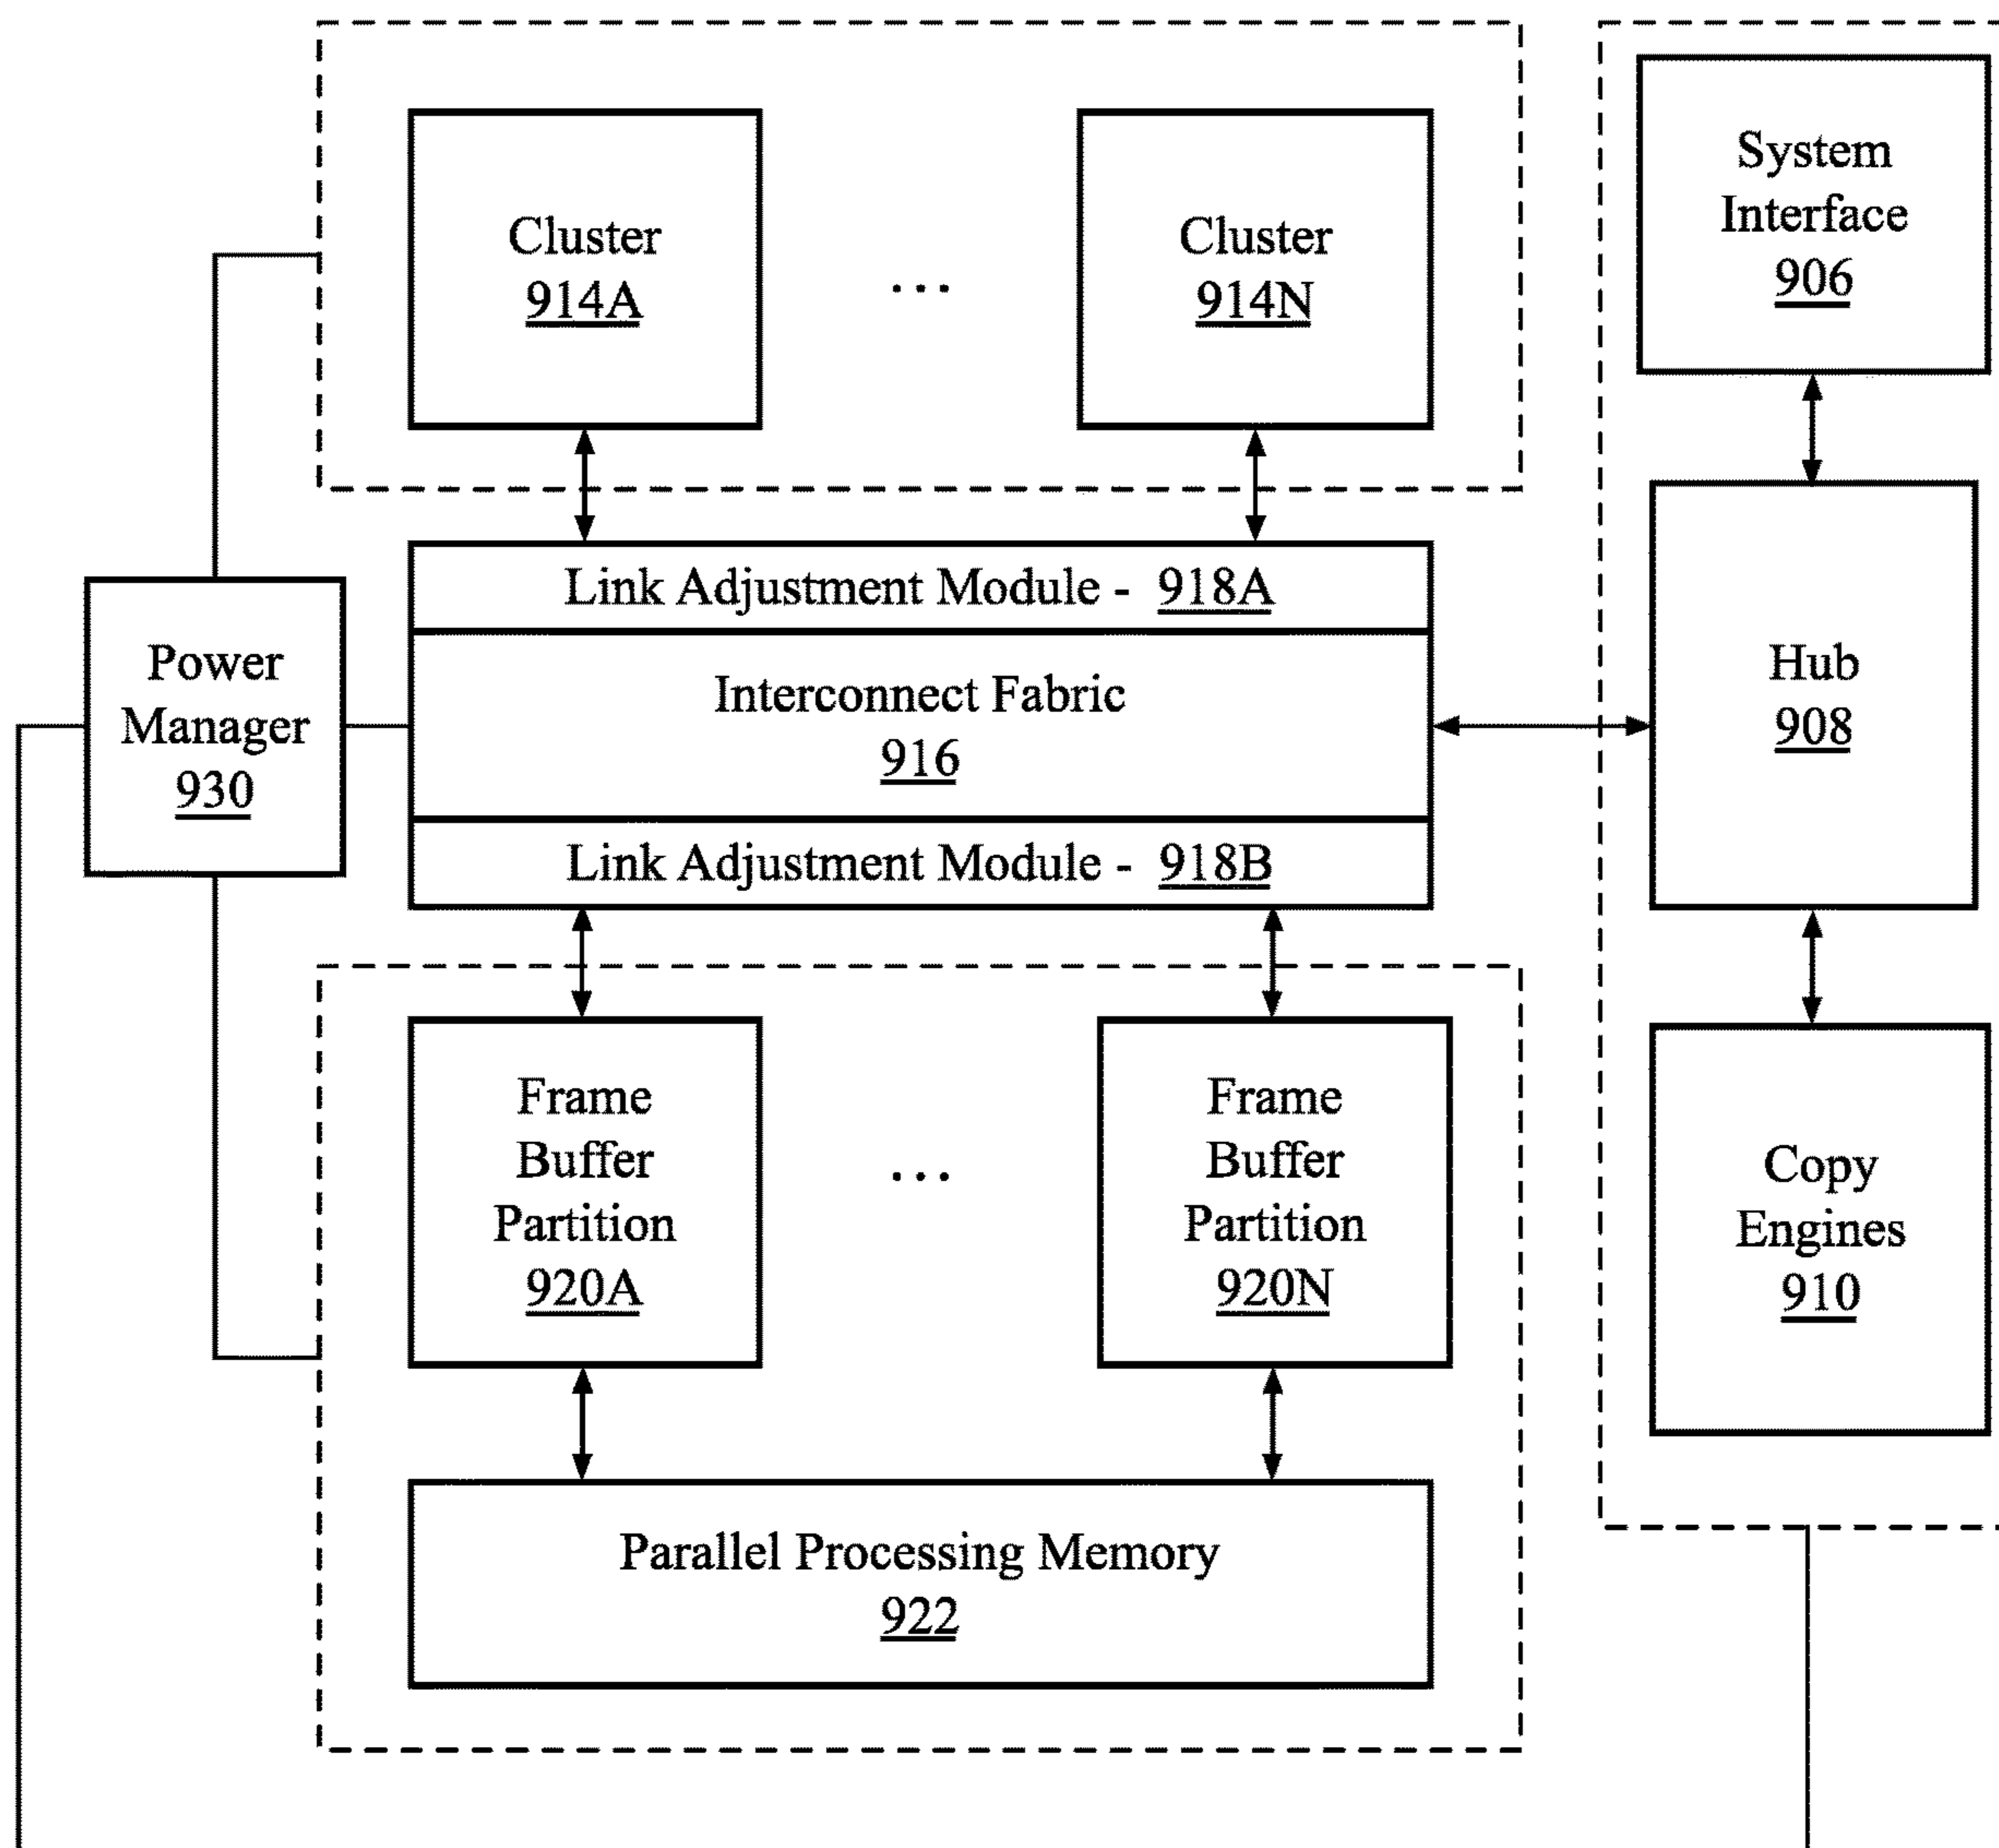 Cluster
914A
...
Cluster
914N
System
Interface
906
Power
Manager
930
Link Adjustment Module - 918A
Interconnect Fabric
916
Link Adjustment Module - 918B
Hub
908
Frame
Buffer
Partition
920A
...
Frame
Buffer
Partition
920N
Copy
Engines
910
Parallel Processing Memory
922